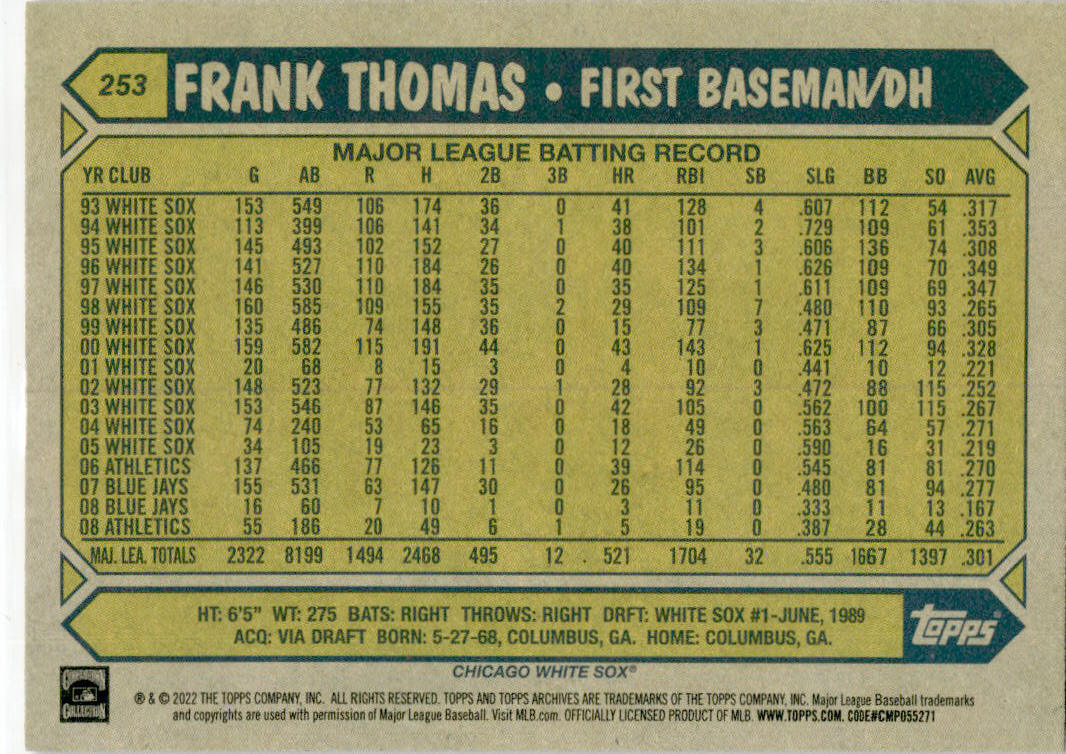 253 FRANK THOMAS • FIRST BASEMAN/DH
MAJOR LEAGUE BATTING RECORD
YR CLUB G AB R H 2B 3B HR RBI SB SLG BB SO AVG
93 WHITE SOX 153 549 106 174 36 0 41 128 4 .607 112 54 .317
94 WHITE SOX 113 399 106 141 34 1 38 101 2 .729 109 61 .353
95 WHITE SOX 145 493 102 152 27 0 40 111 3 .606 136 74 .308
96 WHITE SOX 141 527 110 184 26 0 40 134 1 .626 109 70 .349
97 WHITE SOX 146 530 110 184 35 0 35 125 1 .611 109 69 .347
98 WHITE SOX 160 585 109 155 35 2 29 109 7 .480 110 93 .265
99 WHITE SOX 135 486 74 148 36 0 15 77 3 .471 87 66 .305
00 WHITE SOX 159 582 115 191 44 0 43 143 1 .625 112 94 .328
01 WHITE SOX 20 68 8 15 3 0 4 10 0 .441 10 12 .221
02 WHITE SOX 148 523 77 132 29 1 28 92 3 .472 88 115 .252
03 WHITE SOX 153 546 87 146 35 0 42 105 0 .562 100 115 .267
04 WHITE SOX 74 240 53 65 16 0 18 49 0 .563 64 57 .271
05 WHITE SOX 34 105 19 23 3 0 12 26 0 .590 16 31 .219
06 ATHLETICS 137 466 77 126 11 0 39 114 0 .545 81 81 .270
07 BLUE JAYS 155 531 63 147 30 0 26 95 0 .480 81 94 .277
08 BLUE JAYS 16 60 7 10 1 0 3 11 0 .333 11 13 .167
08 ATHLETICS 55 186 20 49 6 1 5 19 0 .387 28 44 .263
MAJ. LEA. TOTALS 2322 8199 1494 2468 495 12 521 1704 32 .555 1667 1397 .301
HT: 6'5" WT: 275 BATS: RIGHT THROWS: RIGHT DRFT: WHITE SOX #1-JUNE, 1989
ACQ: VIA DRAFT BORN: 5-27-68, COLUMBUS, GA. HOME: COLUMBUS, GA.
Topps®
CHICAGO WHITE SOX®
COLLECTION
® & © 2022 THE TOPPS COMPANY, INC. ALL RIGHTS RESERVED. TOPPS AND TOPPS ARCHIVES ARE TRADEMARKS OF THE TOPPS COMPANY, INC. Major League Baseball trademarks
and copyrights are used with permission of Major League Baseball. Visit MLB.com. OFFICIALLY LICENSED PRODUCT OF MLB. WWW.TOPPS.COM. CODE#CMP055271